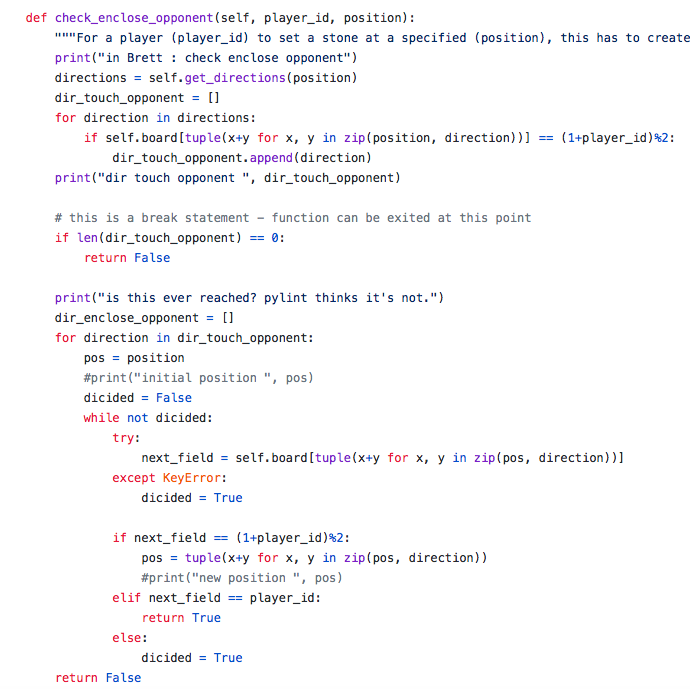 def check_enclose_opponent(self, player_id, position):
    """For a player (player_id) to set a stone at a specified (position), this has to create
    print("in Brett : check enclose opponent")
    directions = self.get_directions(position)
    dir_touch_opponent = []
    for direction in directions:
        if self.board[tuple(x+y for x, y in zip(position, direction))] == (1+player_id)%2:
            dir_touch_opponent.append(direction)
    print("dir touch opponent ", dir_touch_opponent)

    # this is a break statement – function can be exited at this point
    if len(dir_touch_opponent) == 0:
        return False

    print("is this ever reached? pylint thinks it's not.")
    dir_enclose_opponent = []
    for direction in dir_touch_opponent:
        pos = position
        #print("initial position ", pos)
        dicided = False
        while not dicided:
            try:
                next_field = self.board[tuple(x+y for x, y in zip(pos, direction))]
            except KeyError:
                dicided = True

            if next_field == (1+player_id)%2:
                pos = tuple(x+y for x, y in zip(pos, direction))
                #print("new position ", pos)
            elif next_field == player_id:
                return True
            else:
                dicided = True
    return False